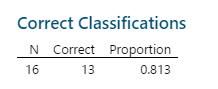 Correct Classifications
N Correct Proportion
16 13 0.813